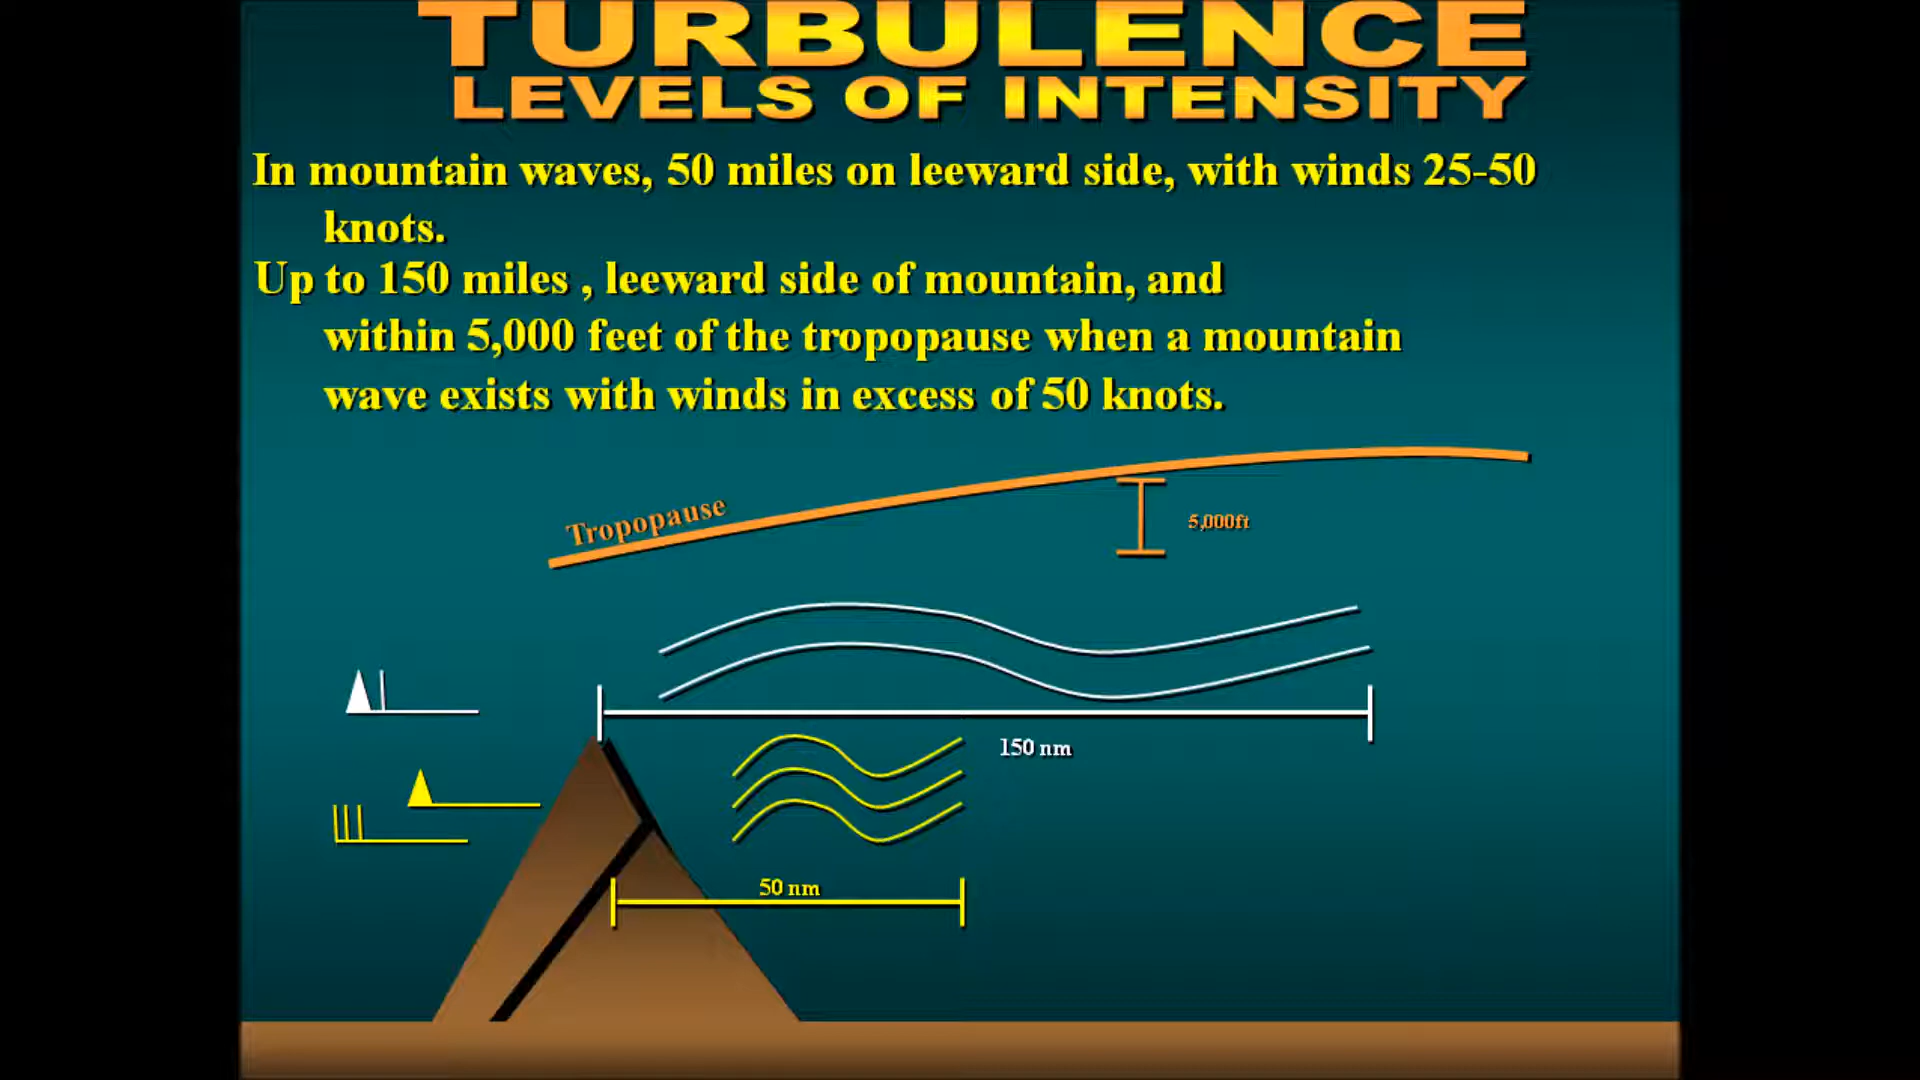 TURBULENCE
LEVELS OF INTENSITY
In mountain waves, 50 miles on leeward side, with winds 25-50
knots.
Up to 150 miles , leeward side of mountain, and
within 5,000 feet of the tropopause when a mountain
wave exists with winds in excess of 50 knots.
Tropopause
5,000ft
150 nm
50 nm